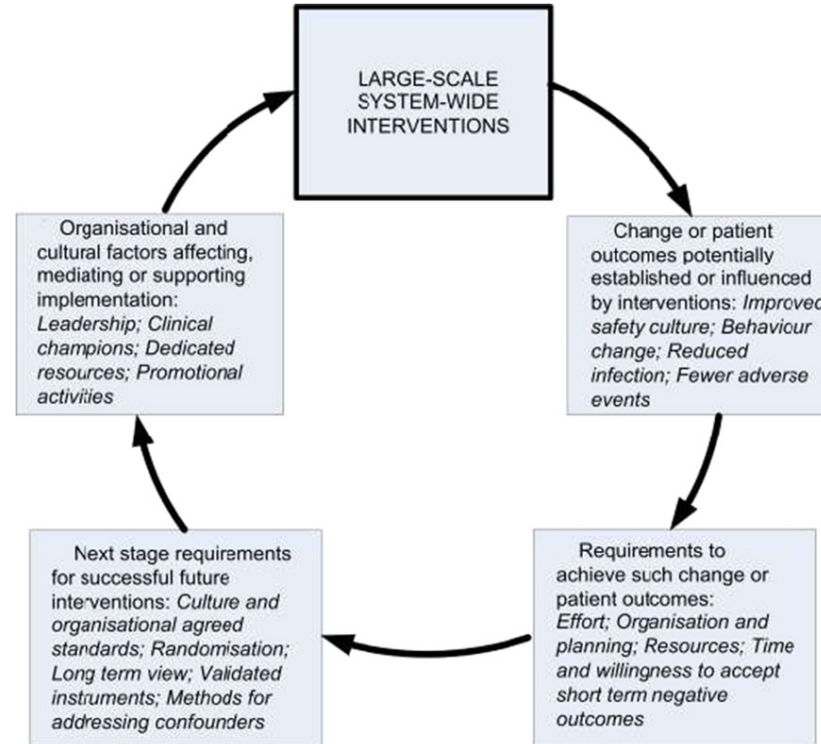 LARGE-SCALE
SYSTEM-WIDE
INTERVENTIONS
Change or patient
outcomes potentially
established or influenced
by interventions: Improved
safety culture; Behaviour
change; Reduced
infection; Fewer adverse
events
Requirements to
achieve such change or
patient outcomes:
Effort; Organisation and
planning; Resources; Time
and willingness to accept
short term negative
outcomes
Next stage requirements
for successful future
interventions: Culture and
organisational agreed
standards; Randomisation;
Long term view; Validated
instruments; Methods for
addressing confounders
Organisational and
cultural factors affecting,
mediating or supporting
implementation:
Leadership; Clinical
champions; Dedicated
resources; Promotional
activities